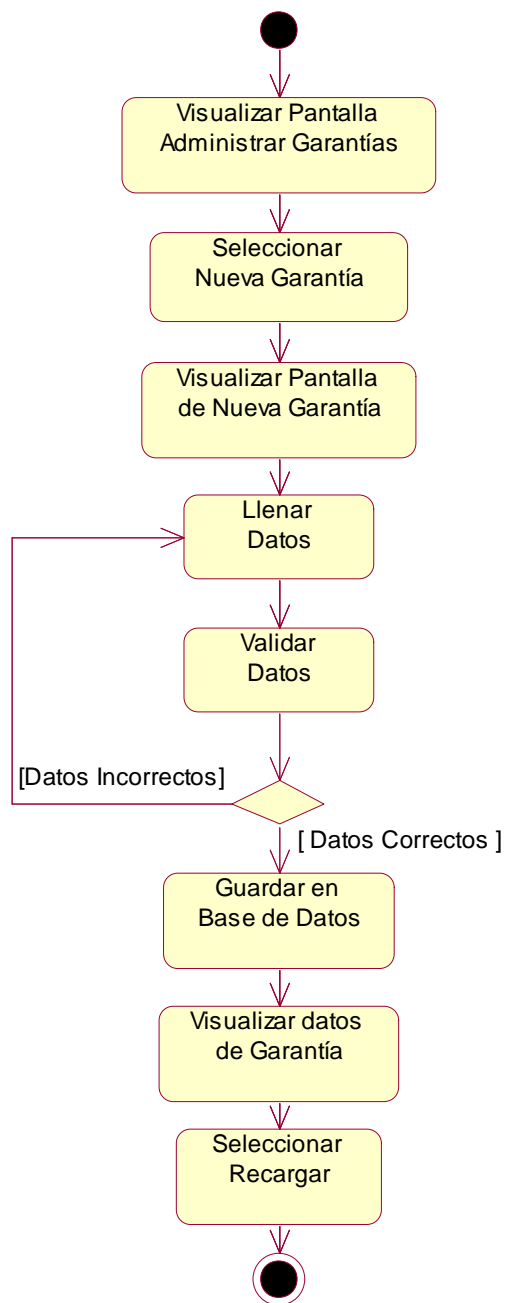 Visualizar Pantalla
Administrar Garantías
Seleccionar
Nueva Garantía
Visualizar Pantalla
de Nueva Garantía
Llenar
Datos
Validar
Datos
[Datos Incorrectos]
[ Datos Correctos ]
Guardar en
Base de Datos
Visualizar datos
de Garantía
Seleccionar
Recargar